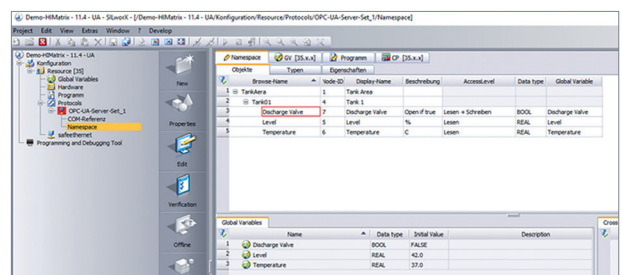 Demo-HIMatrix - 11.4 - UA - SILworX - [/Demo-HIMatrix - 11.4 - UA/Konfiguration/Resource/Protocols/OPC-UA-Server-Set_1/Namespace]
Project Edit View Extras Window ? Develop
Demo-HIMatrix - 11.4 - UA
Konfiguration
Resource [35]
Global Variables
Hardware
Programm
Protocols
OPC-UA-Server-Set_1
COM-Referenz
Namespace
safeethernet
Programming and Debugging Tool
New
Properties
Edit
Verification
Offline
Namespace GV [35.x.x] Programm CP [35.x.x]
Objekte Typen Eigenschaften
Browse-Name Node-ID Display-Name Beschreibung AccessLevel Data type Global Variable
1 TankAera 1 Tank Area
2 Tank01 4 Tank 1
3 Discharge Valve 7 Discharge Valve Open if true Lesen + Schreiben BOOL Discharge Valve
4 Level 5 Level % Lesen REAL Level
5 Temperature 6 Temperature C Lesen REAL Temperature
Global Variables Cross
Name Data type Initial Value Description
1 Discharge Valve BOOL FALSE
2 Level REAL 42.0
3 Temperature REAL 37.0